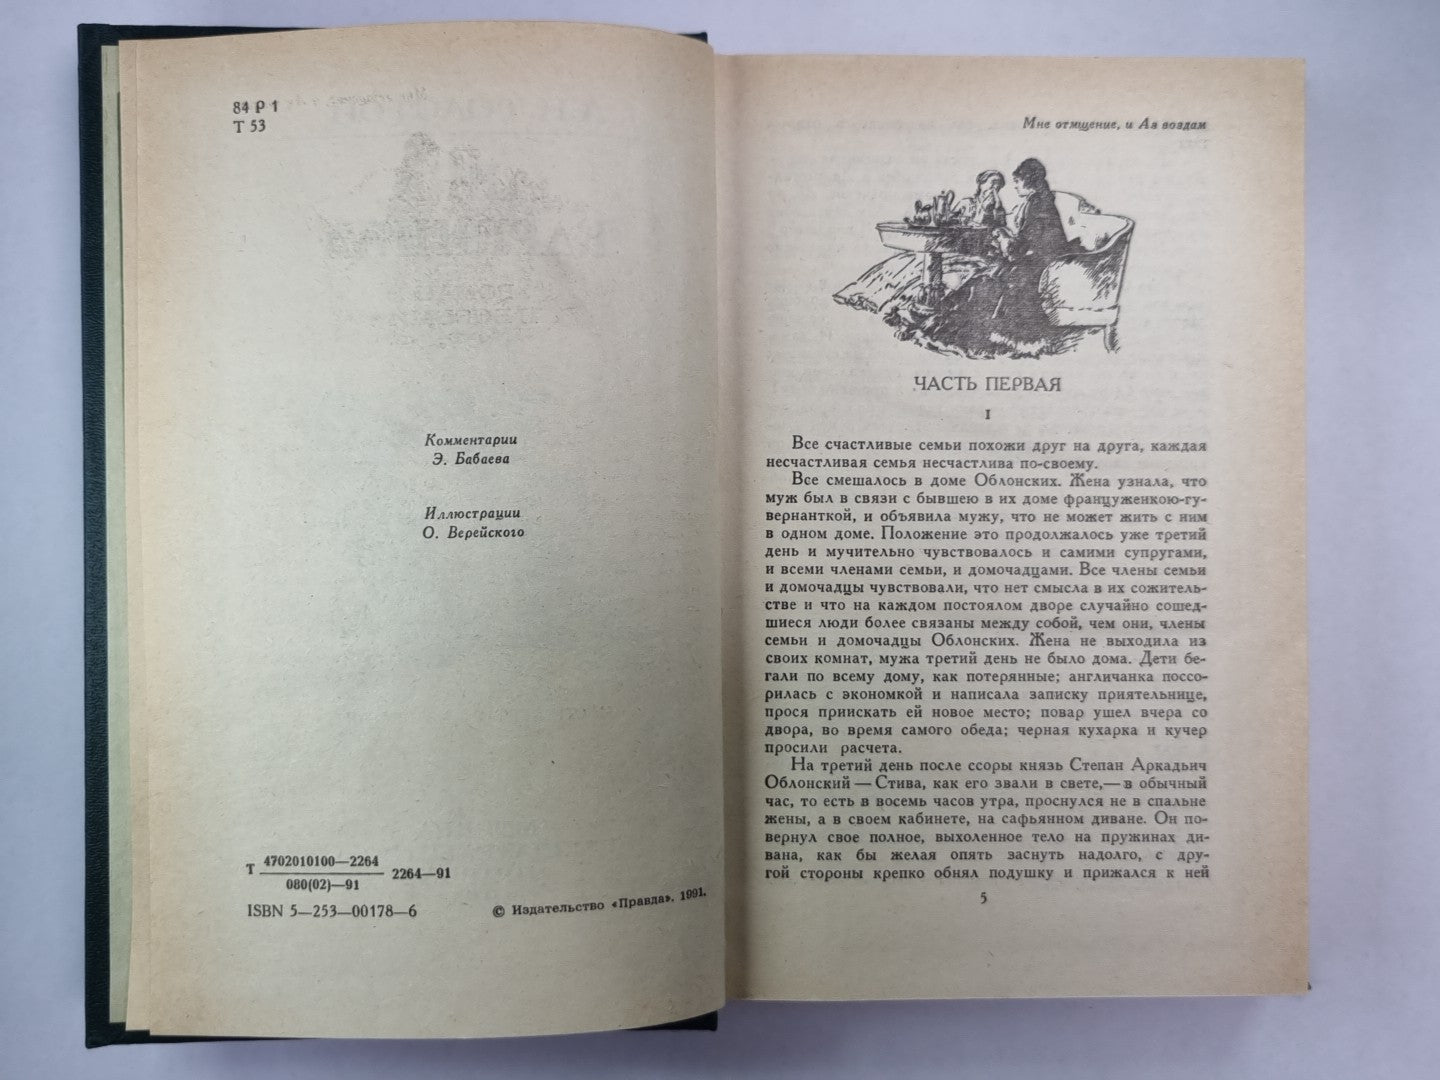 84 Р 1
Т 53
Комментарии
Э. Бабаева
Иллюстрации
О. Верейского
Т 4702010100—2264
080(02)—91
2264—91
ISBN 5—253—00178—6
© Издательство «Правда», 1991.
Мне отмщение, и Аз воздам
ЧАСТЬ ПЕРВАЯ
I
Все счастливые семьи похожи друг на друга, каждая
несчастливая семья несчастлива по-своему.
Все смешалось в доме Облонских. Жена узнала, что
муж был в связи с бывшею в их доме француженкою-гу-
вернанткой, и объявила мужу, что не может жить с ним
в одном доме. Положение это продолжалось уже третий
день и мучительно чувствовалось и самими супругами,
и всеми членами семьи, и домочадцами. Все члены семьи
и домочадцы чувствовали, что нет смысла в их сожитель-
стве и что на каждом постоялом дворе случайно сошед-
шиеся люди более связаны между собой, чем они, члены
семьи и домочадцы Облонских. Жена не выходила из
своих комнат, мужа третий день не было дома. Дети бе-
гали по всему дому, как потерянные; англичанка поссо-
рилась с экономкой и написала записку приятельнице,
прося приискать ей новое место; повар ушел вчера со
двора, во время самого обеда; черная кухарка и кучер
просили расчета.
На третий день после ссоры князь Степан Аркадьич
Облонский — Стива, как его звали в свете,— в обычный
час, то есть в восемь часов утра, проснулся не в спальне
жены, а в своем кабинете, на сафьянном диване. Он по-
вернул свое полное, выхоленное тело на пружинах ди-
вана, как бы желая опять заснуть надолго, с дру-
гой стороны крепко обнял подушку и прижался к ней
5